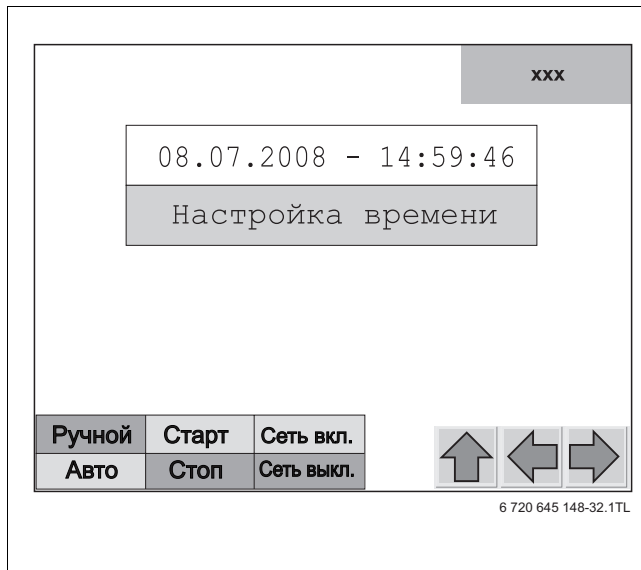 xxx
08.07.2008 - 14:59:46
Настройка времени
Ручной Старт Сеть вкл.
Авто Стоп Сеть выкл.
6 720 645 148-32.1TL